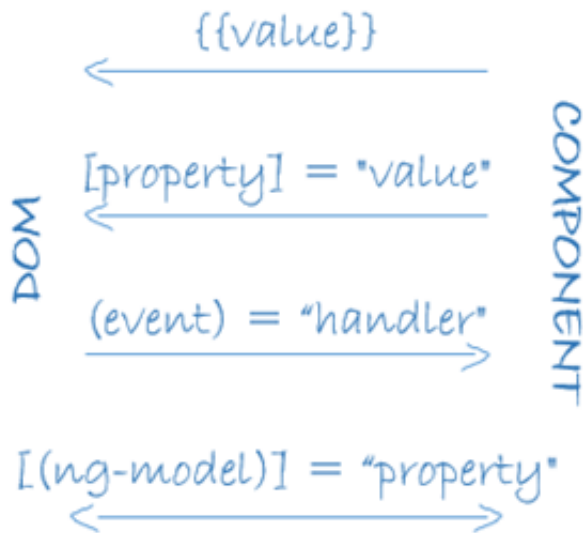 {{value}}
[property] = "value"
(event) = "handler"
[(ng-model)] = "property"
DOM
COMPONENT